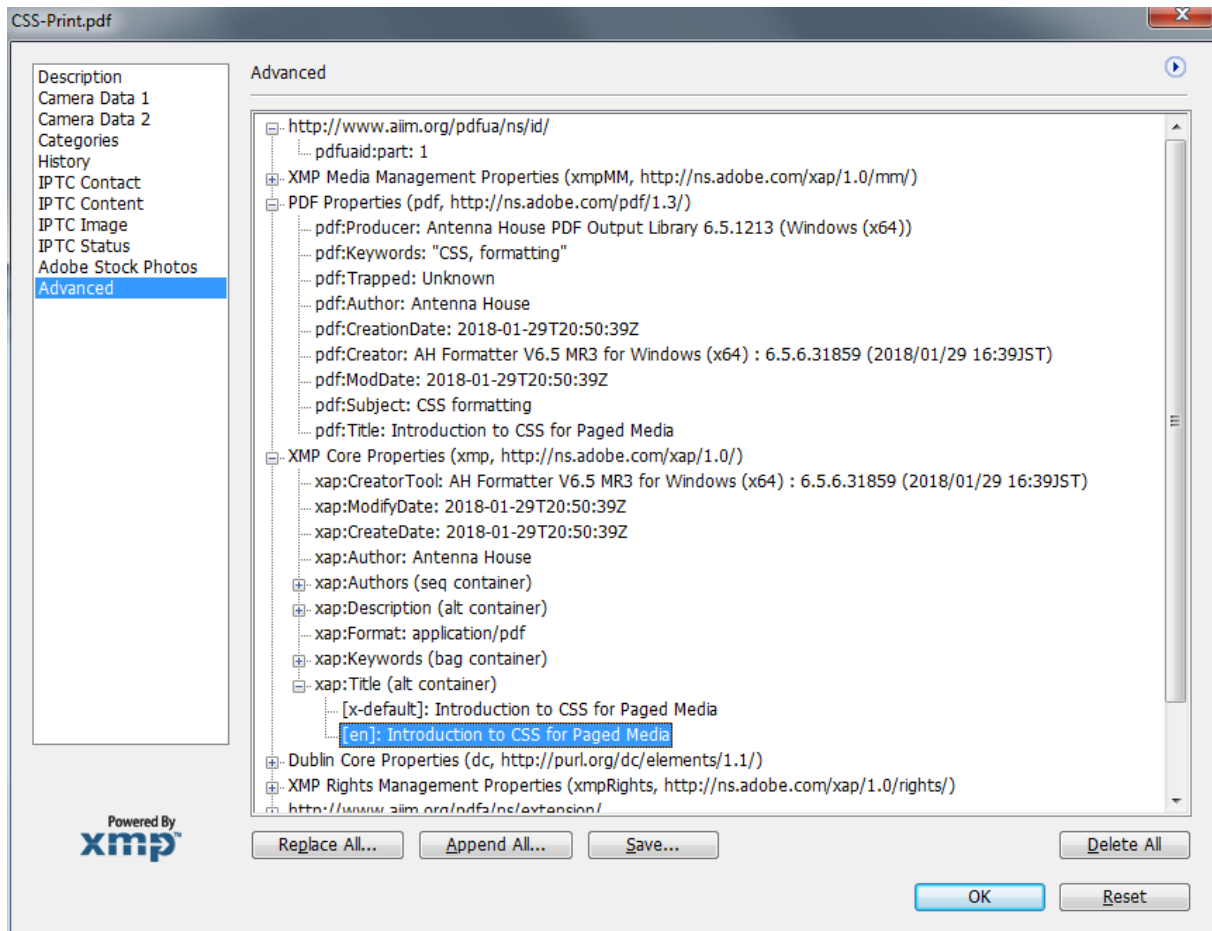 CSS-Print.pdf
Description
Camera Data 1
Camera Data 2
Categories
History
IPTC Contact
IPTC Content
IPTC Image
IPTC Status
Adobe Stock Photos
Advanced
Advanced
http://www.aiim.org/pdfua/ns/id/
pdfuaid:part: 1
XMP Media Management Properties (xmpMM, http://ns.adobe.com/xap/1.0/mm/)
PDF Properties (pdf, http://ns.adobe.com/pdf/1.3/)
pdf:Producer: Antenna House PDF Output Library 6.5.1213 (Windows (x64))
pdf:Keywords: "CSS, formatting"
pdf:Trapped: Unknown
pdf:Author: Antenna House
pdf:CreationDate: 2018-01-29T20:50:39Z
pdf:Creator: AH Formatter V6.5 MR3 for Windows (x64) : 6.5.6.31859 (2018/01/29 16:39JST)
pdf:ModDate: 2018-01-29T20:50:39Z
pdf:Subject: CSS formatting
pdf:Title: Introduction to CSS for Paged Media
XMP Core Properties (xmp, http://ns.adobe.com/xap/1.0/)
xap:CreatorTool: AH Formatter V6.5 MR3 for Windows (x64) : 6.5.6.31859 (2018/01/29 16:39JST)
xap:ModifyDate: 2018-01-29T20:50:39Z
xap:CreateDate: 2018-01-29T20:50:39Z
xap:Author: Antenna House
xap:Authors (seq container)
xap:Description (alt container)
xap:Format: application/pdf
xap:Keywords (bag container)
xap:Title (alt container)
[x-default]: Introduction to CSS for Paged Media
[en]: Introduction to CSS for Paged Media
Dublin Core Properties (dc, http://purl.org/dc/elements/1.1/)
XMP Rights Management Properties (xmpRights, http://ns.adobe.com/xap/1.0/rights/)
http://www.aiim.org/pdfa/ns/extension/
Powered By
xmp™
Replace All... Append All... Save... Delete All
OK Reset